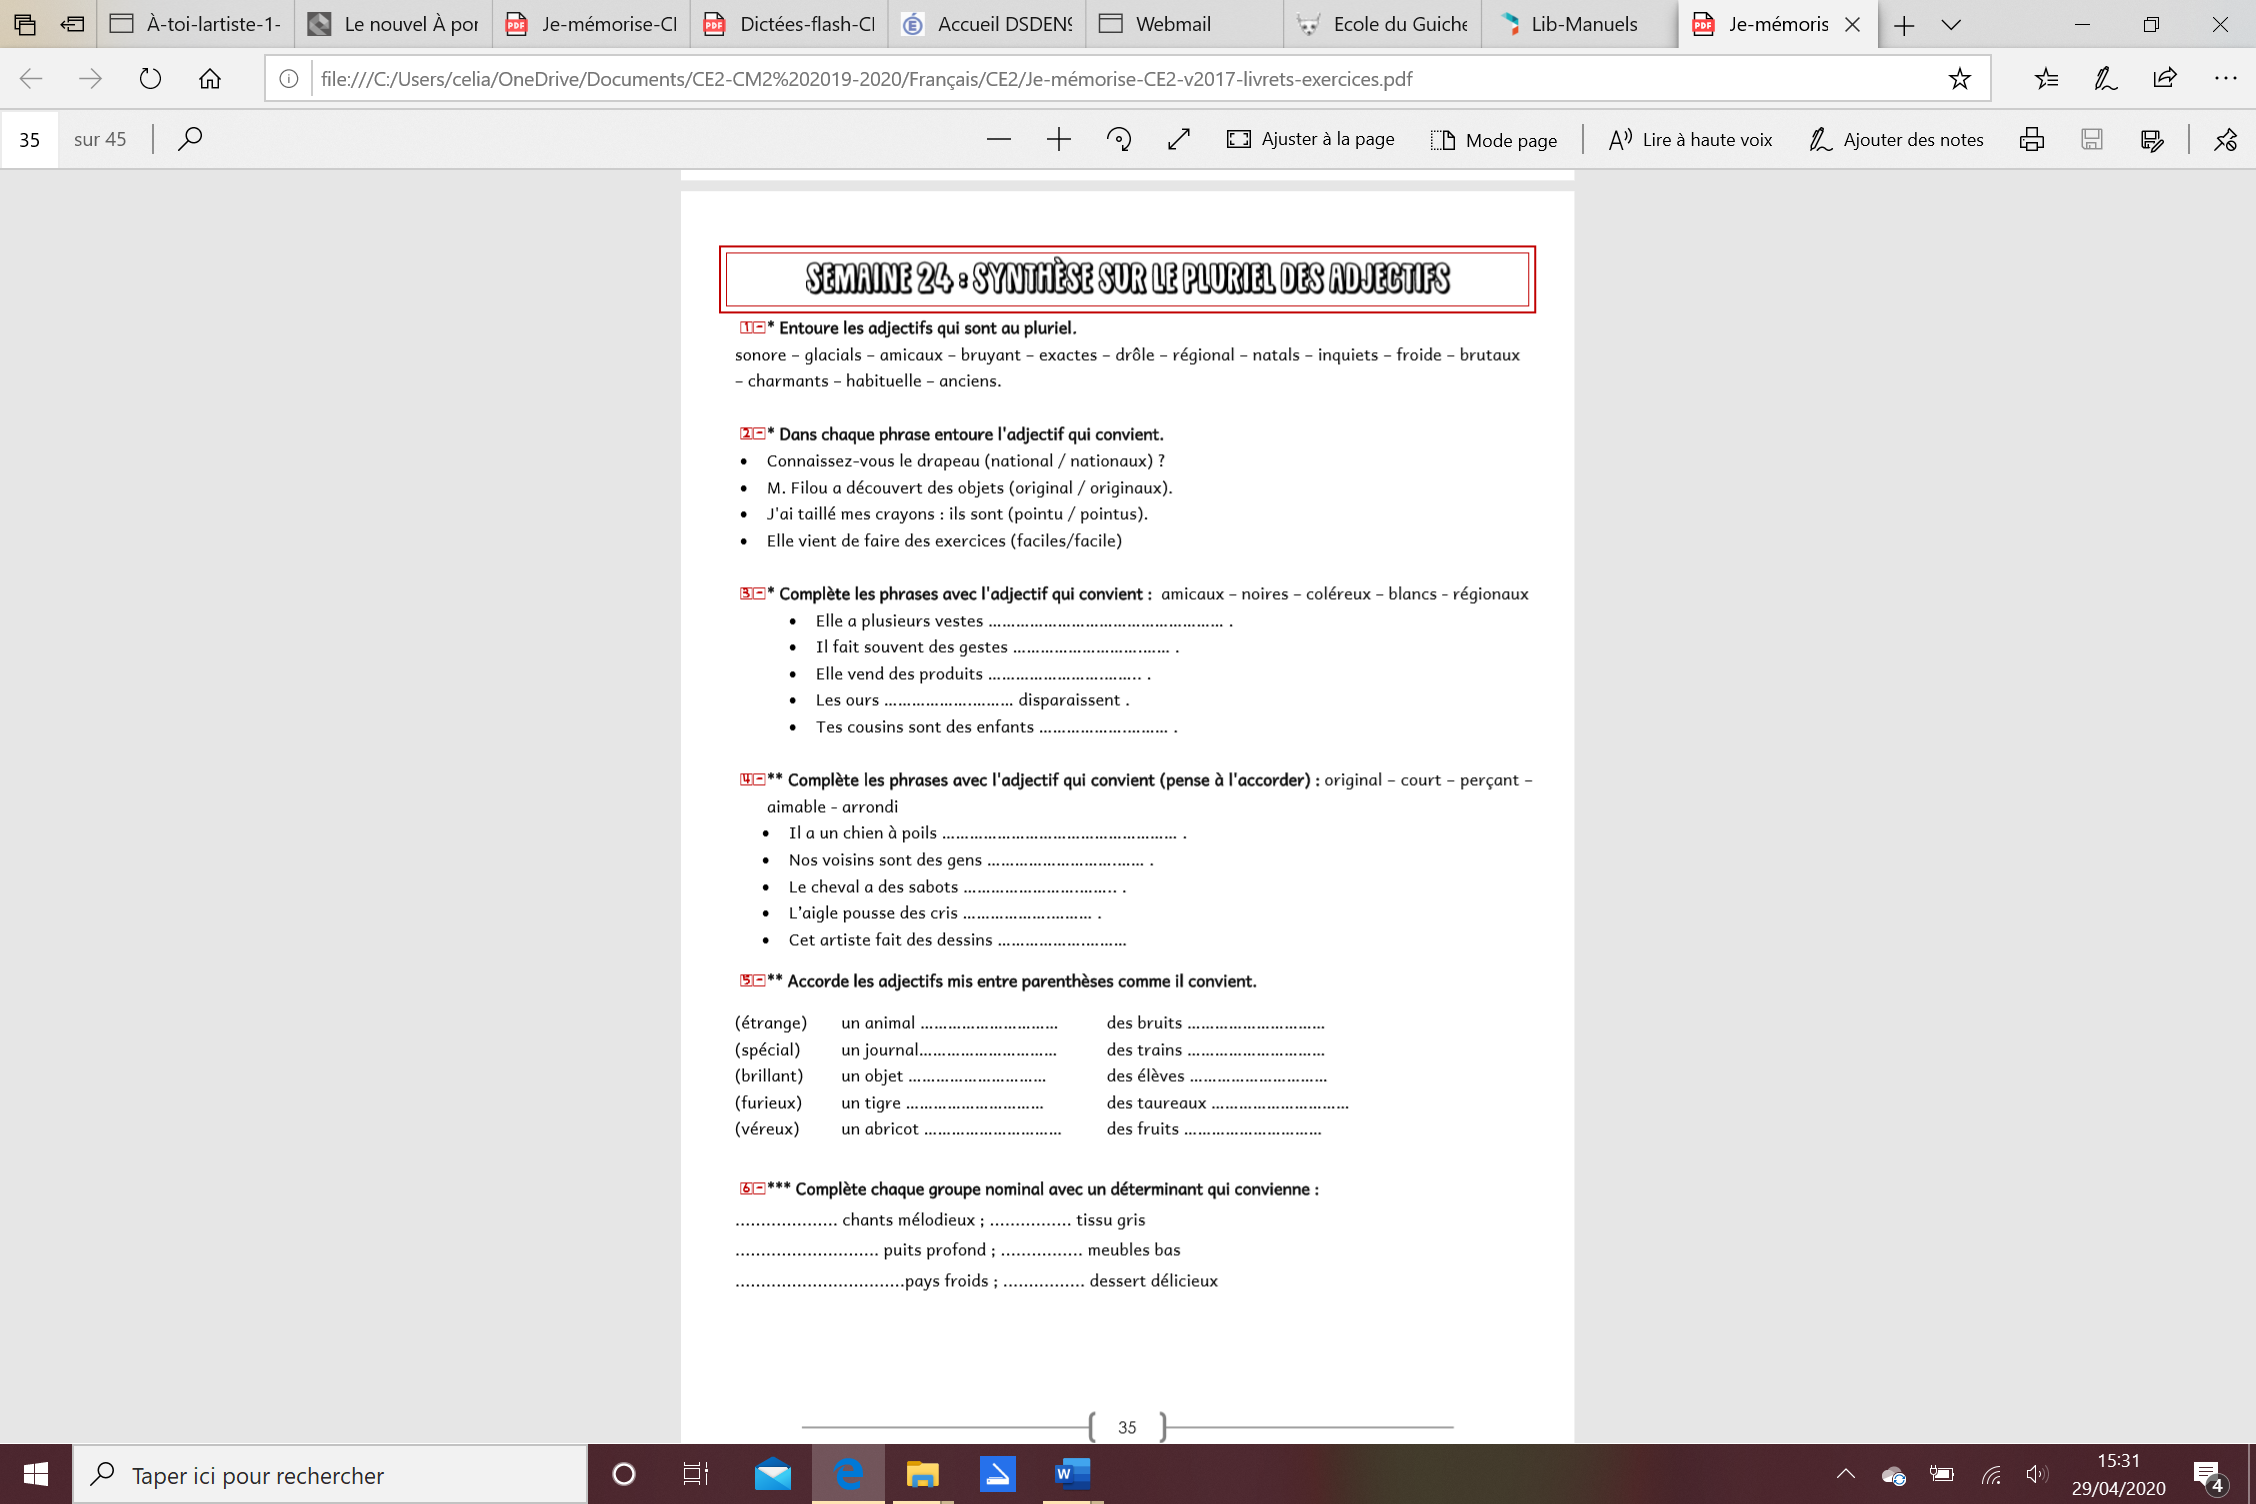 À-toi-lartiste-1-
Le nouvel À por
Je-mémorise-CE
Dictées-flash-CE
Accueil DSDEN9
Webmail
Ecole du Guiche
Lib-Manuels
Je-mémoris
file:///C:/Users/celia/OneDrive/Documents/CE2-CM2%202019-2020/Français/CE2/Je-mémorise-CE2-v2017-livrets-exercices.pdf
35 sur 45 Ajuster à la page Mode page Lire à haute voix Ajouter des notes
SEMAINE 24 : SYNTHÈSE SUR LE PLURIEL DES ADJECTIFS
1-* Entoure les adjectifs qui sont au pluriel.
sonore – glacials – amicaux – bruyant – exactes – drôle – régional – natals – inquiets – froide – brutaux
– charmants – habituelle – anciens.
2-* Dans chaque phrase entoure l'adjectif qui convient.
• Connaissez-vous le drapeau (national / nationaux) ?
• M. Filou a découvert des objets (original / originaux).
• J'ai taillé mes crayons : ils sont (pointu / pointus).
• Elle vient de faire des exercices (faciles/facile)
3-* Complète les phrases avec l'adjectif qui convient : amicaux – noires – coléreux – blancs - régionaux
• Elle a plusieurs vestes …………………………………………… .
• Il fait souvent des gestes ……………………………. .
• Elle vend des produits ……………………………. .
• Les ours ………………………. disparaissent .
• Tes cousins sont des enfants ………………………. .
4-** Complète les phrases avec l'adjectif qui convient (pense à l'accorder) : original – court – perçant –
aimable - arrondi
• Il a un chien à poils …………………………………………… .
• Nos voisins sont des gens ……………………………. .
• Le cheval a des sabots ……………………………. .
• L'aigle pousse des cris ………………………. .
• Cet artiste fait des dessins ……………………….
5-** Accorde les adjectifs mis entre parenthèses comme il convient.
(étrange) un animal ………………………… des bruits …………………………
(spécial) un journal………………………… des trains …………………………
(brillant) un objet ………………………… des élèves …………………………
(furieux) un tigre ………………………… des taureaux …………………………
(véreux) un abricot ………………………… des fruits …………………………
6-*** Complète chaque groupe nominal avec un déterminant qui convienne :
.................... chants mélodieux ; ................ tissu gris
............................ puits profond ; ................ meubles bas
.................................pays froids ; ................ dessert délicieux
35
Taper ici pour rechercher
15:31
29/04/2020
4